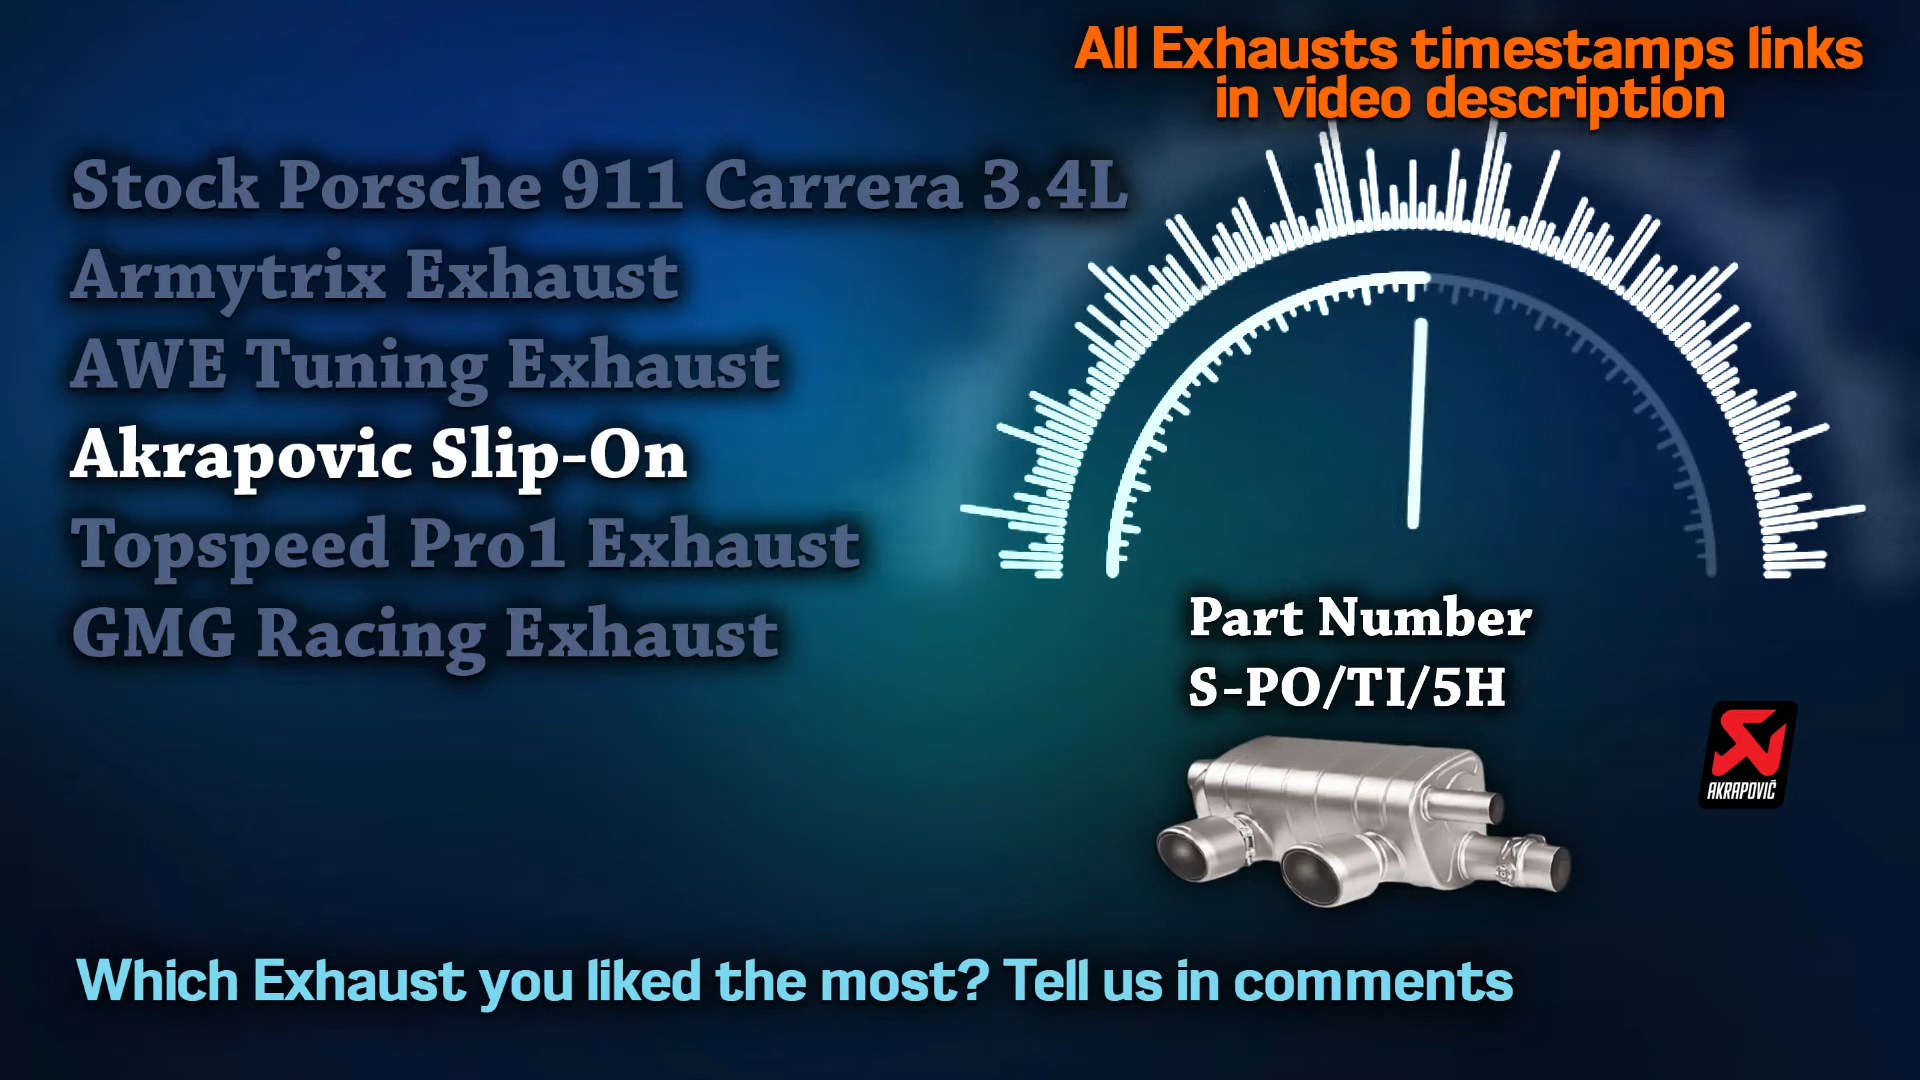 All Exhausts timestamps links
in video description
Stock Porsche 911 Carrera 3.4L
Armytrix Exhaust
AWE Tuning Exhaust
Akrapovic Slip-On
Topspeed Pro1 Exhaust
GMG Racing Exhaust
Part Number
S-PO/TI/5H
AKRAPOVIČ
Which Exhaust you liked the most? Tell us in comments